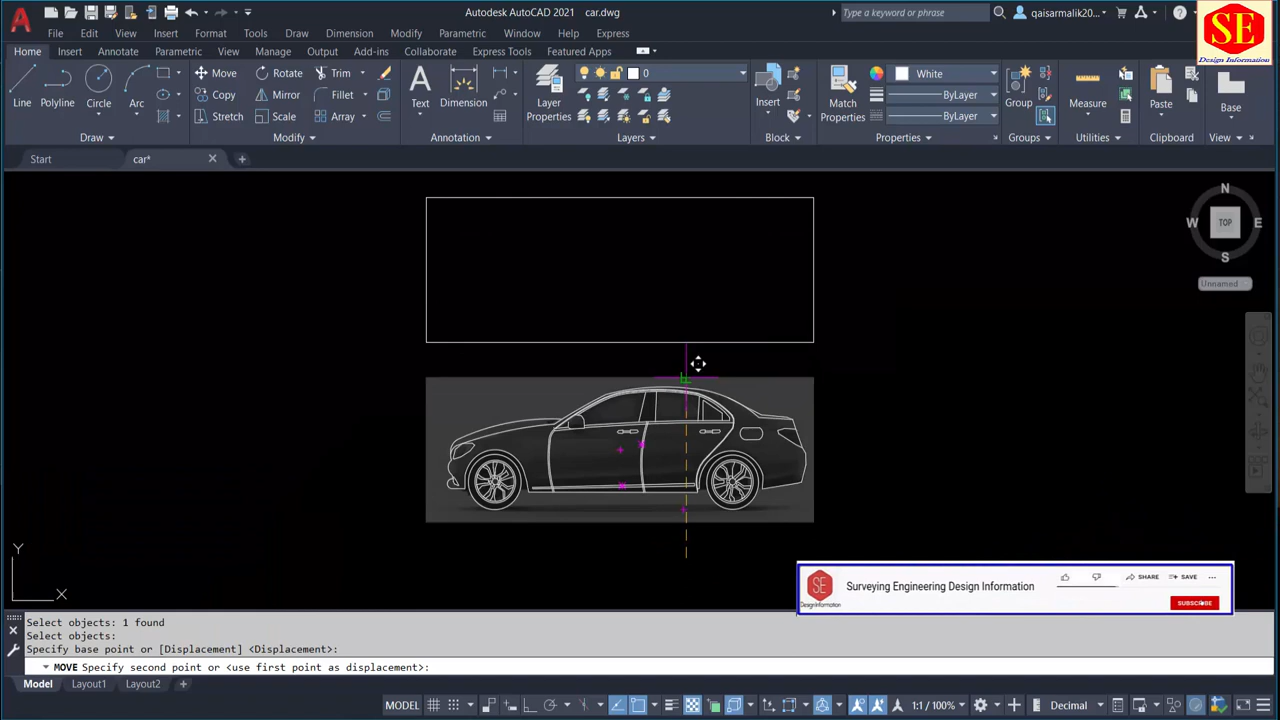 Autodesk AutoCAD 2021 car.dwg
Type a keyword or phrase
qaisarmalik20...
SE
Design Information
File Edit View Insert Format Tools Draw Dimension Modify Parametric Window Help Express
Home Insert Annotate Parametric View Manage Output Add-ins Collaborate Express Tools Featured Apps
Line Polyline Circle Arc
Move Rotate Trim
Copy Mirror Fillet
Stretch Scale Array
Text Dimension
Layer Properties
0
Insert
Match Properties
White
ByLayer
ByLayer
Group Measure Paste Base
Draw Modify Annotation Layers Block Properties Groups Utilities Clipboard View
Start car*
N
W TOP E
S
Unnamed
Y
X
SE
DesignInformation
Surveying Engineering Design Information
SHARE SAVE
SUBSCRIBE
Select objects: 1 found
Select objects:
Specify base point or [Displacement] <Displacement>:
MOVE Specify second point or <use first point as displacement>:
Model Layout1 Layout2
MODEL 1:1 / 100% Decimal